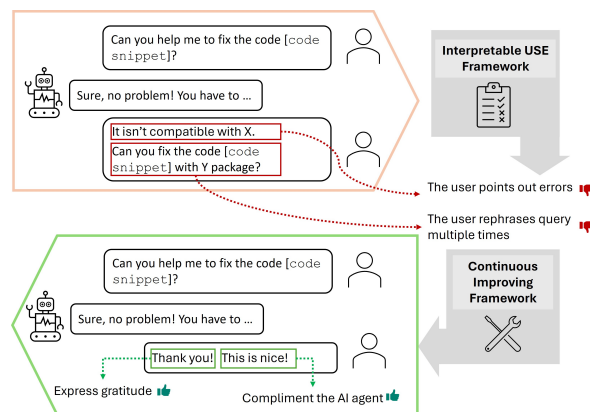 Can you help me to fix the code [code
snippet]?
Interpretable USE
Framework
Sure, no problem! You have to …
It isn't compatible with X.
Can you fix the code [code
snippet] with Y package?
The user points out errors
The user rephrases query
multiple times
Can you help me to fix the code [code
snippet]?
Continuous
Improving
Framework
Sure, no problem! You have to …
Thank you! This is nice!
Express gratitude
Compliment the AI agent